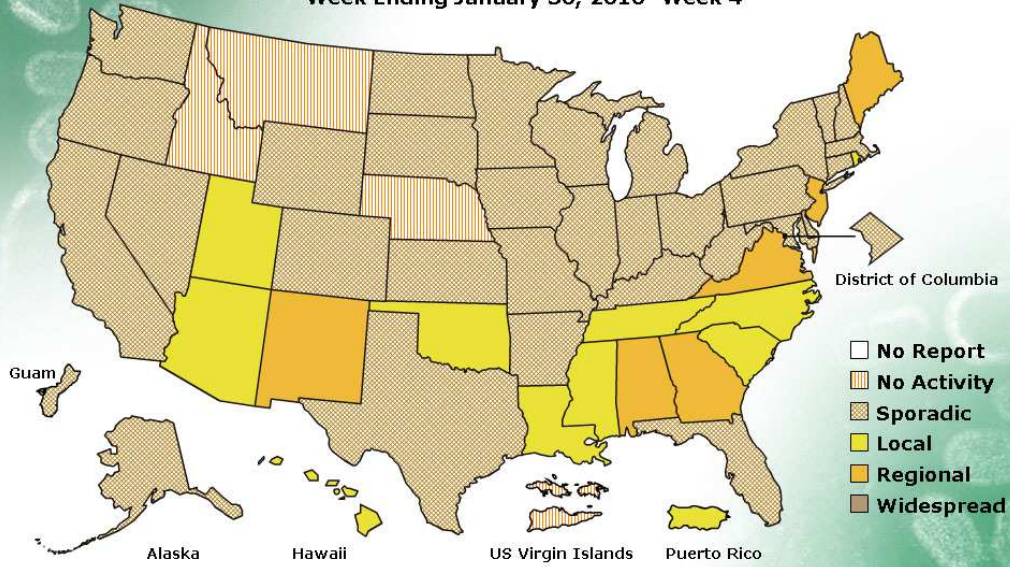 Week Ending January 30, 2010- Week 4
District of Columbia
Guam
No Report
No Activity
Sporadic
Local
Regional
Widespread
Alaska
Hawaii
US Virgin Islands
Puerto Rico